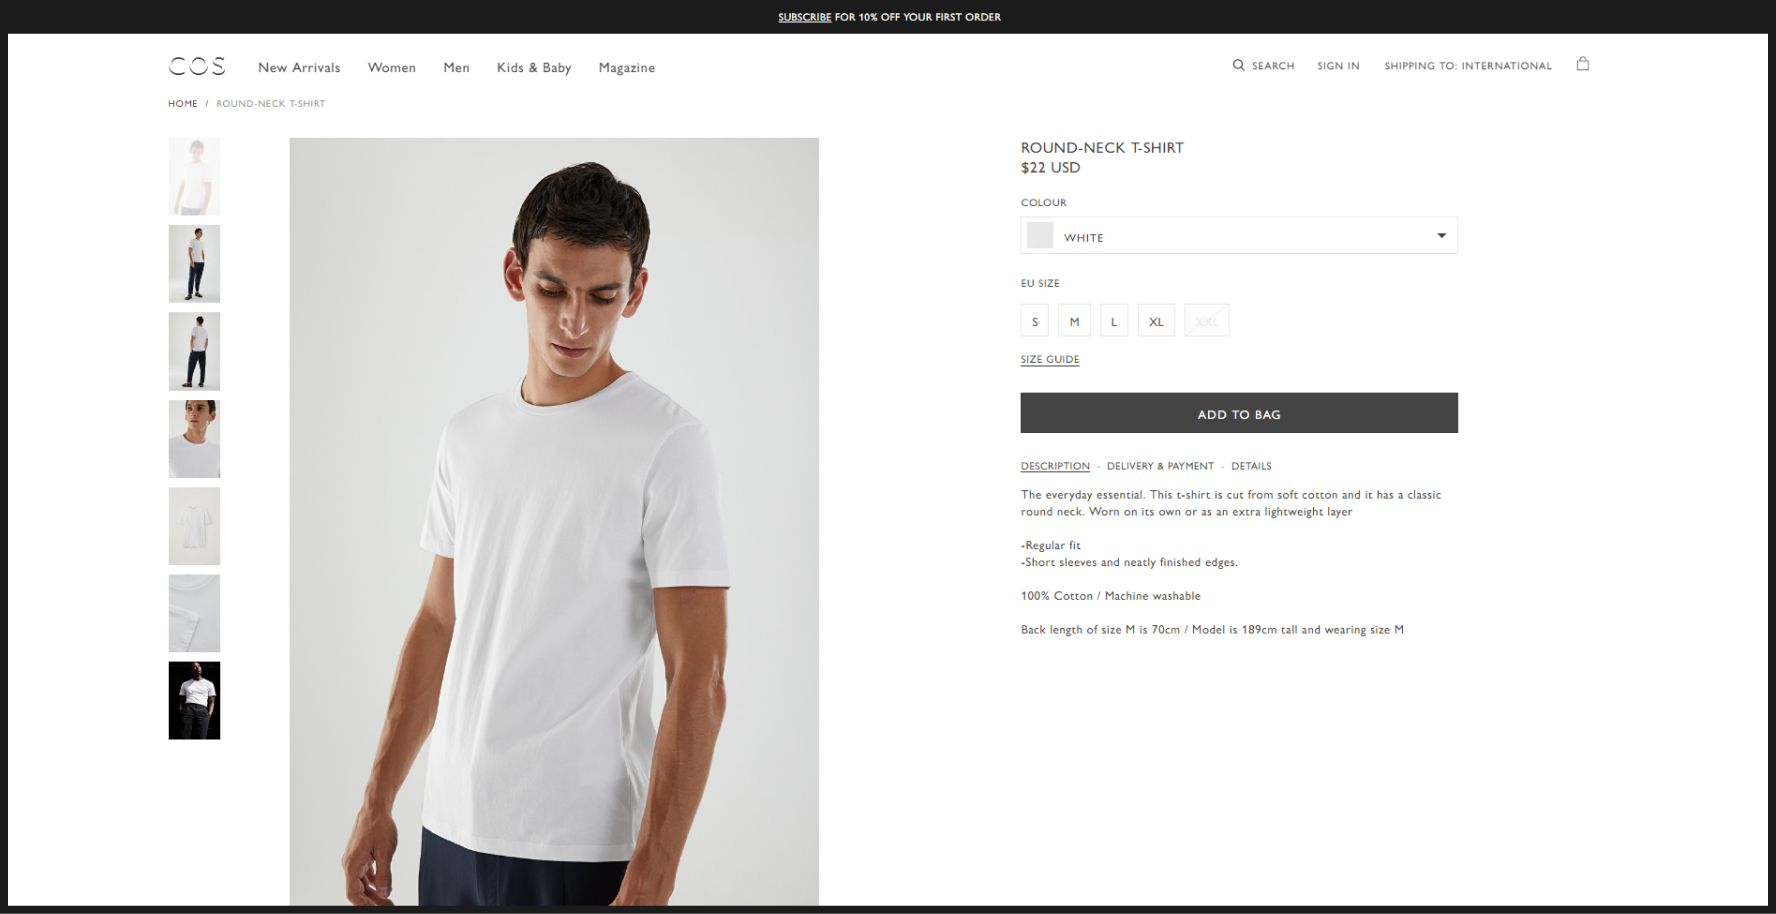 SUBSCRIBE FOR 10% OFF YOUR FIRST ORDER
COS
New Arrivals Women Men Kids & Baby Magazine
SEARCH SIGN IN SHIPPING TO: INTERNATIONAL
HOME / ROUND-NECK T-SHIRT
ROUND-NECK T-SHIRT
$22 USD
COLOUR
WHITE
EU SIZE
S M L XL XXL
SIZE GUIDE
ADD TO BAG
DESCRIPTION - DELIVERY & PAYMENT - DETAILS
The everyday essential. This t-shirt is cut from soft cotton and it has a classic
round neck. Worn on its own or as an extra lightweight layer
-Regular fit
-Short sleeves and neatly finished edges.
100% Cotton / Machine washable
Back length of size M is 70cm / Model is 189cm tall and wearing size M